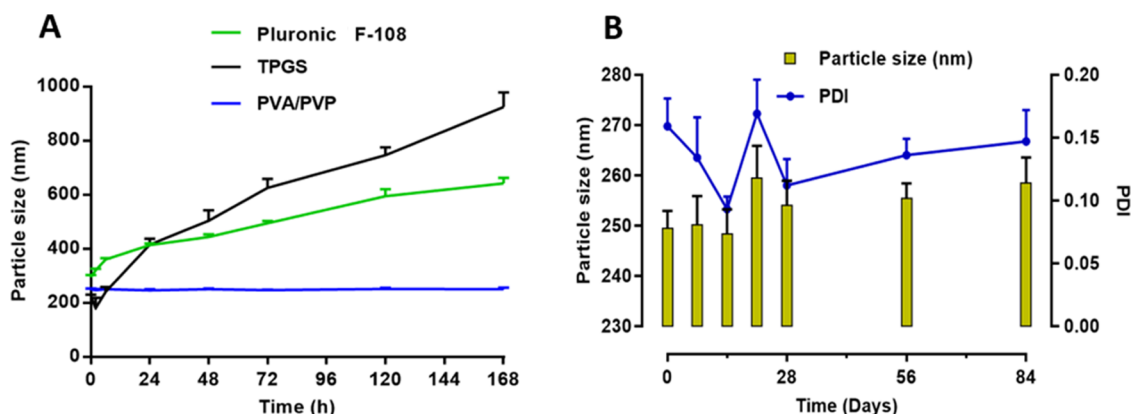 A
Pluronic F-108
TPGS
PVA/PVP
Particle size (nm)
1000
800
600
400
200
0
0 24 48 72 96 120 144 168
Time (h)
B
Particle size (nm)
PDI
Particle size (nm)
280
270
260
250
240
230
0.20
0.15
0.10
0.05
0.00
PDI
0 28 56 84
Time (Days)